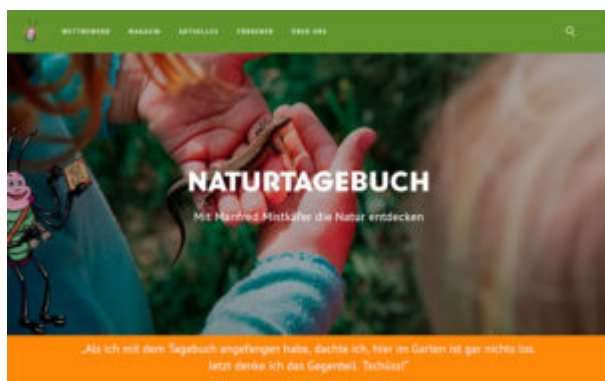 WETTBEWERB MAGAZIN AKTUELLES FÖRDERER ÜBER UNS
NATURTAGEBUCH
Mit Manfred Mistkäfer die Natur entdecken
„Als ich mit dem Tagebuch angefangen habe, dachte ich, hier im Garten ist gar nichts los.
Jetzt denke ich das Gegenteil. Tschüss!“